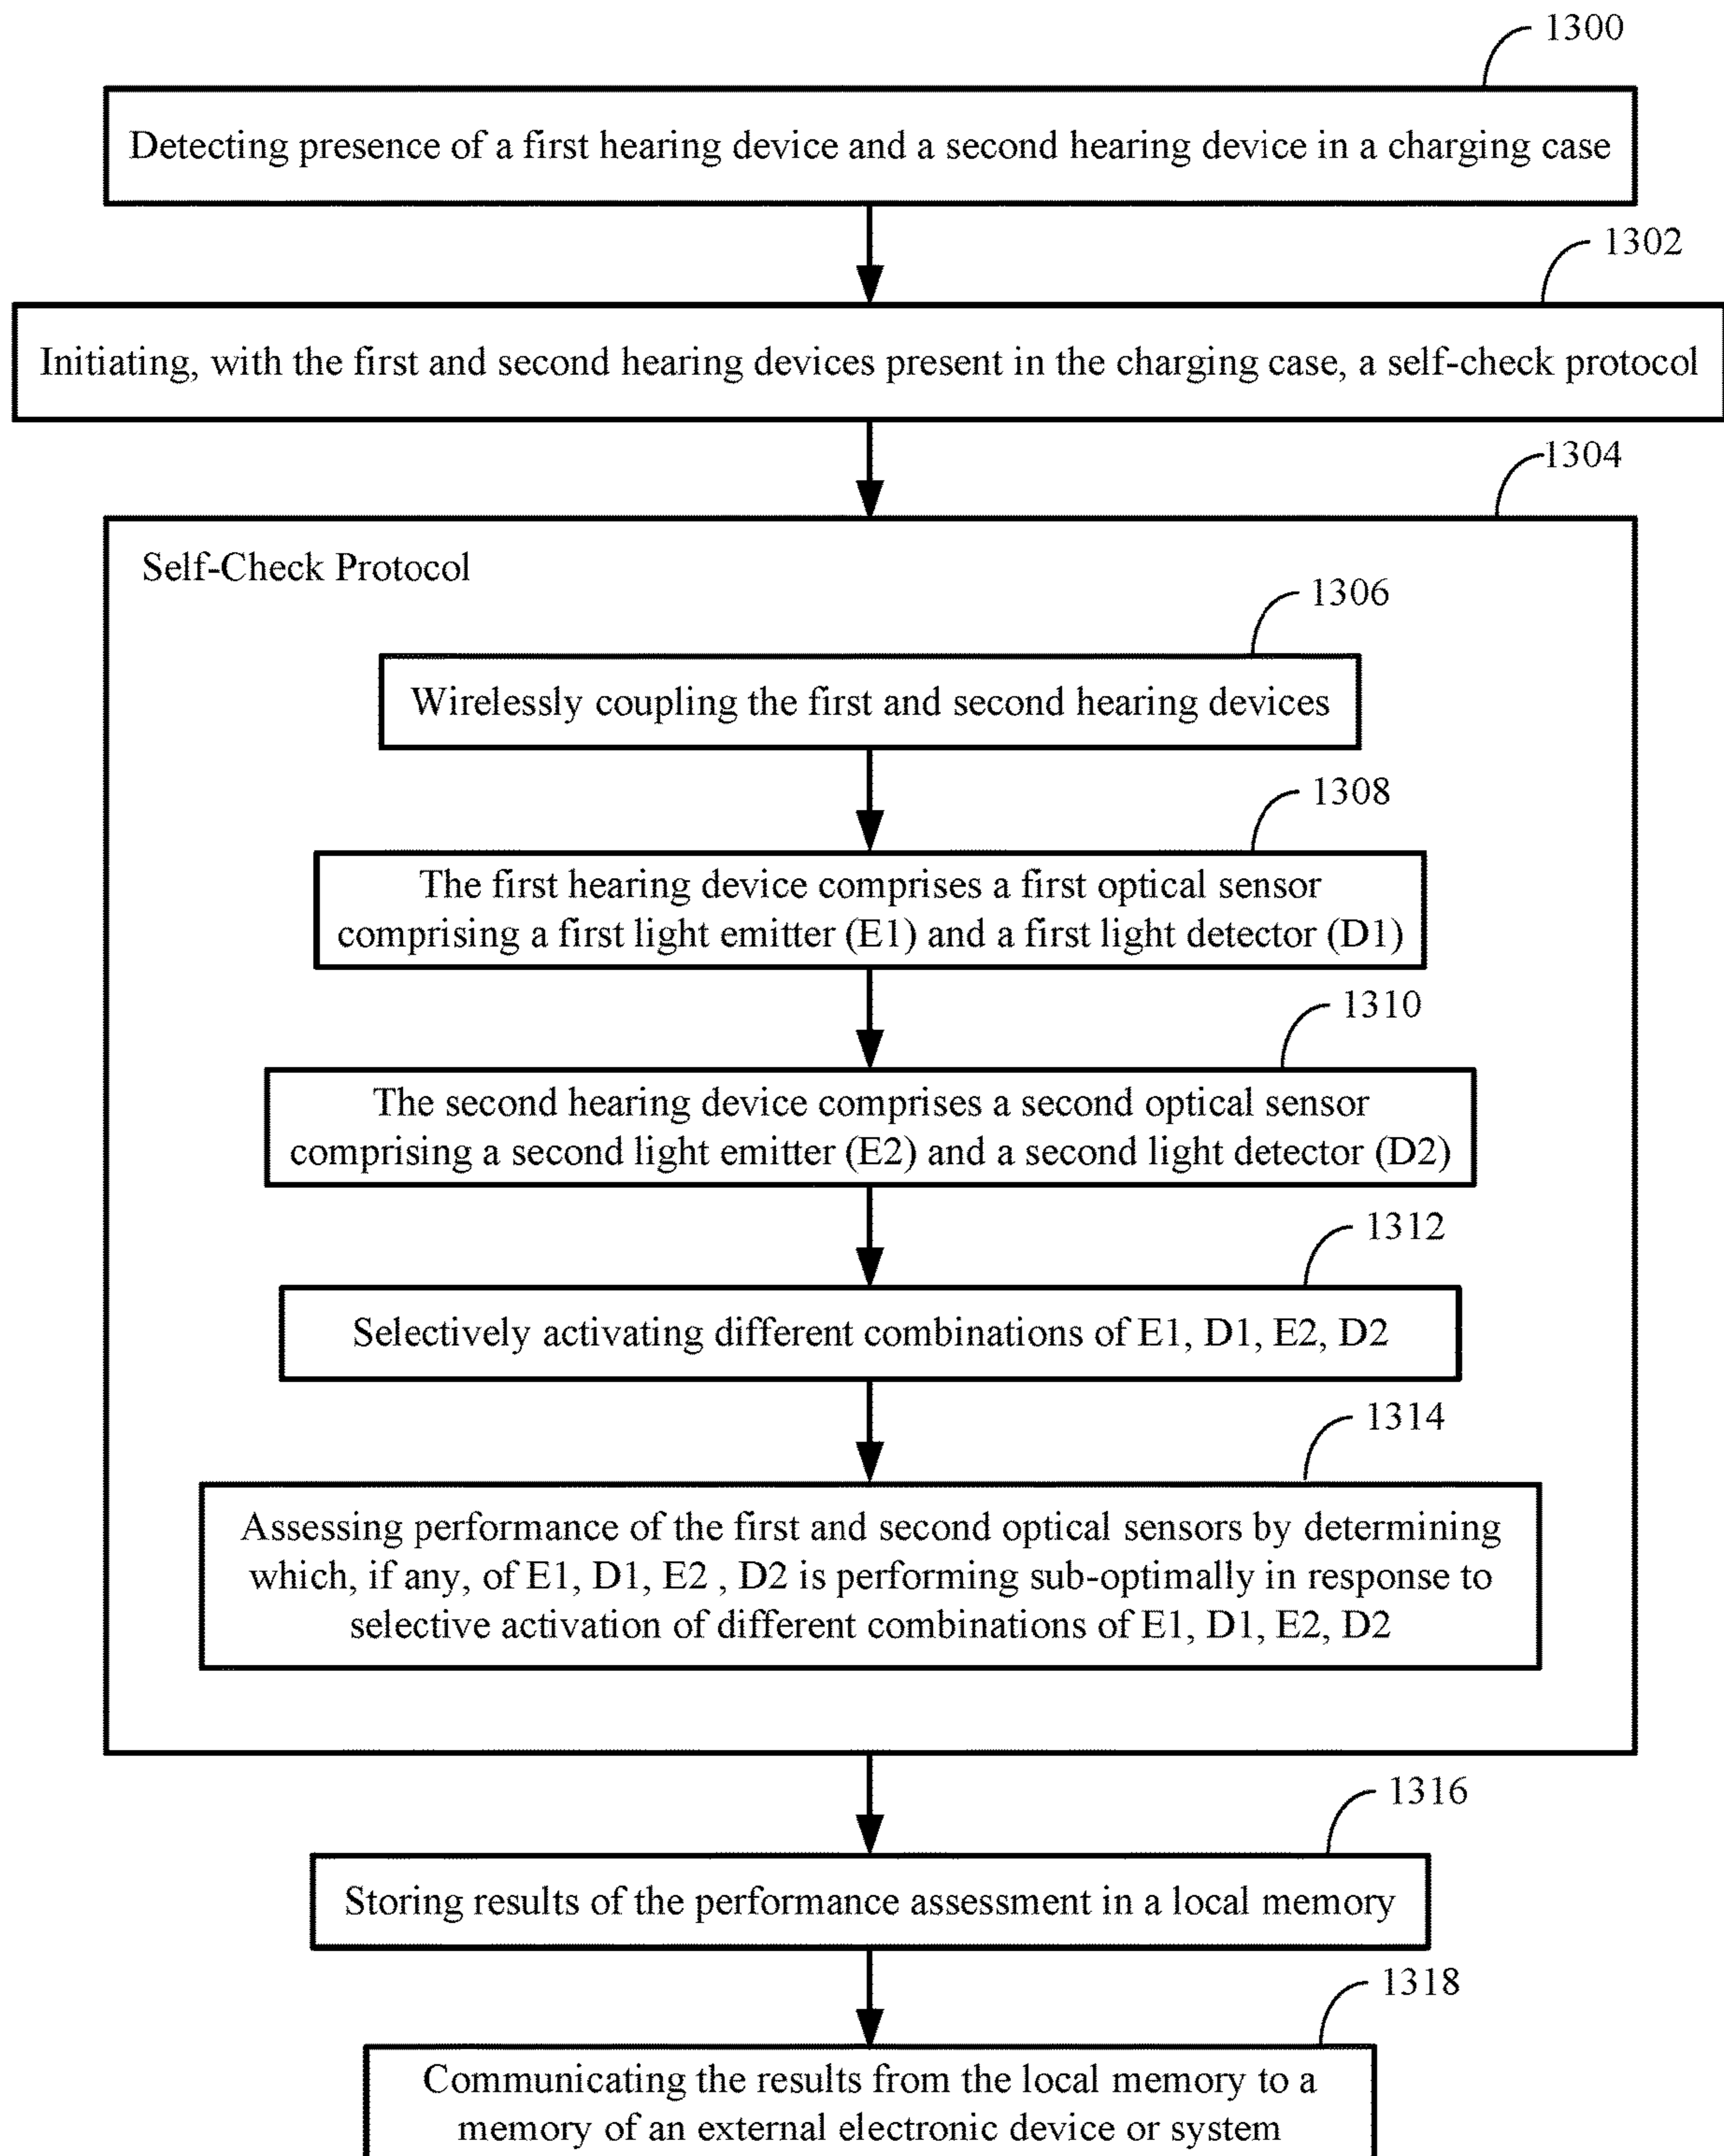 1300
Detecting presence of a first hearing device and a second hearing device in a charging case
1302
Initiating, with the first and second hearing devices present in the charging case, a self-check protocol
1304
Self-Check Protocol
1306
Wirelessly coupling the first and second hearing devices
1308
The first hearing device comprises a first optical sensor
comprising a first light emitter (E1) and a first light detector (D1)
1310
The second hearing device comprises a second optical sensor
comprising a second light emitter (E2) and a second light detector (D2)
1312
Selectively activating different combinations of E1, D1, E2, D2
1314
Assessing performance of the first and second optical sensors by determining
which, if any, of E1, D1, E2 , D2 is performing sub-optimally in response to
selective activation of different combinations of E1, D1, E2, D2
1316
Storing results of the performance assessment in a local memory
1318
Communicating the results from the local memory to a
memory of an external electronic device or system